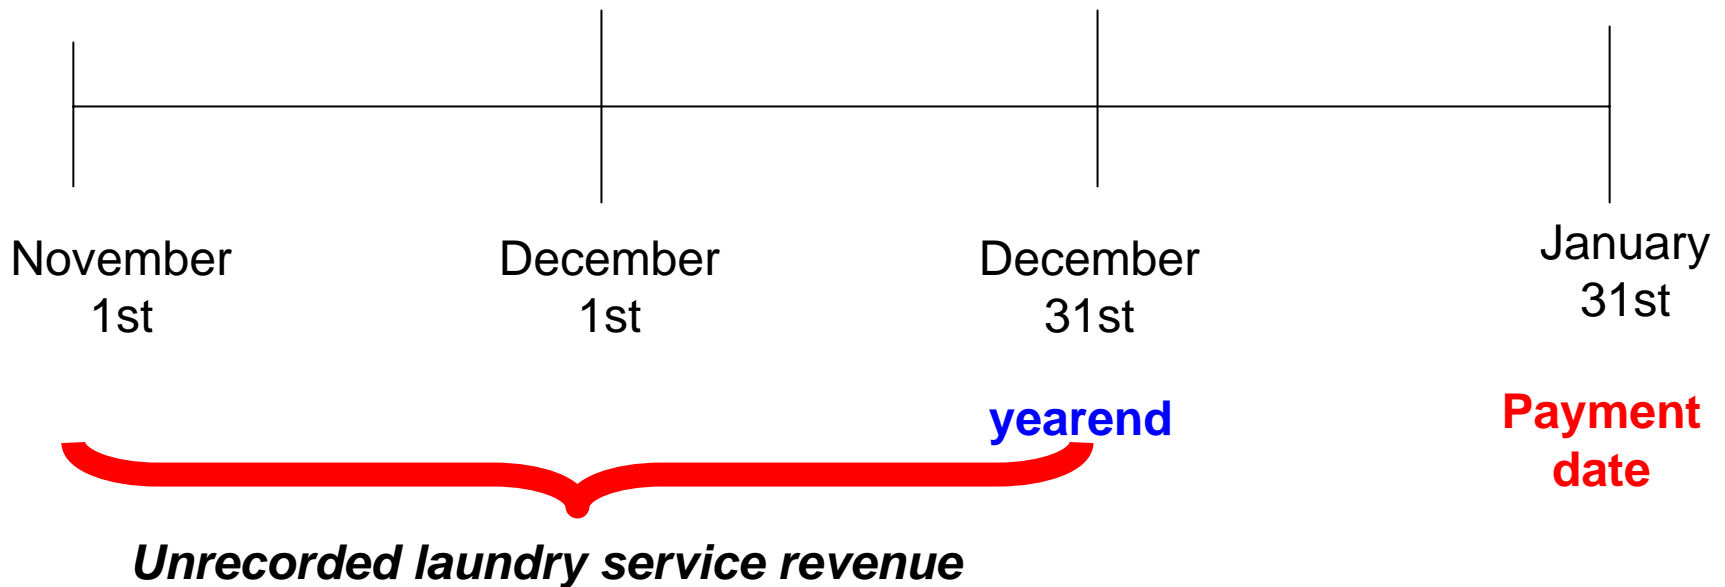 November
1st
December
1st
December
31st
January
31st
yearend
Payment
date
Unrecorded laundry service revenue